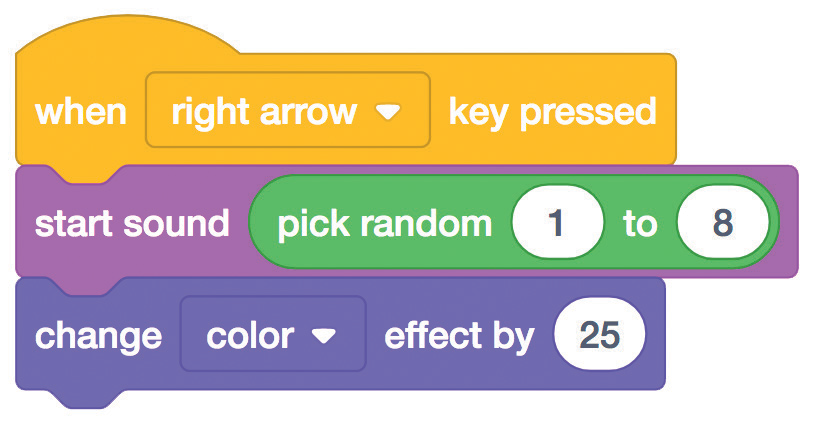 when right arrow key pressed
start sound pick random 1 to 8
change color effect by 25